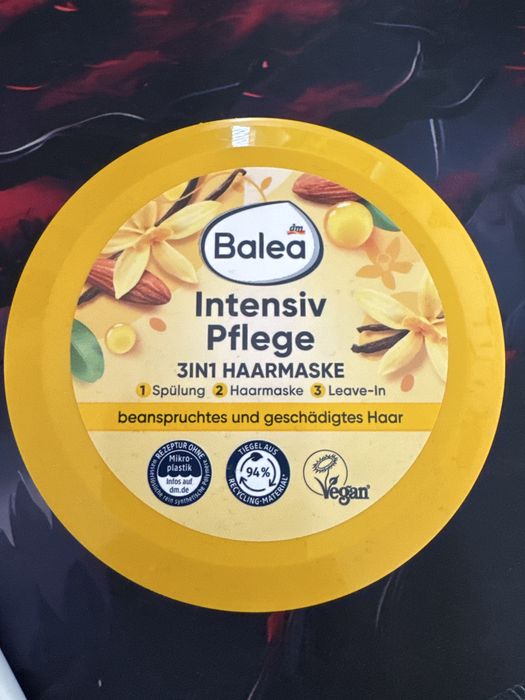 dm
Balea
Intensiv
Pflege
3IN1 HAARMASKE
1 Spülung 2 Haarmaske 3 Leave-In
beanspruchtes und geschädigtes Haar
REZEPTUR OHNE
Mikro-
plastik
Infos auf
dm.de
TIEGEL AUS
94%
RECYCLING-MATERIAL
Vegan